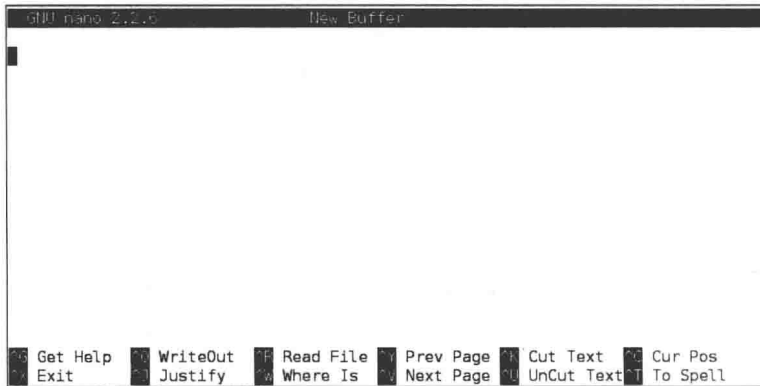 GNU nano 2.2.6 New Buffer
^G Get Help ^O WriteOut ^R Read File ^Y Prev Page ^K Cut Text ^C Cur Pos
^X Exit ^J Justify ^W Where Is ^V Next Page ^U UnCut Text ^T To Spell